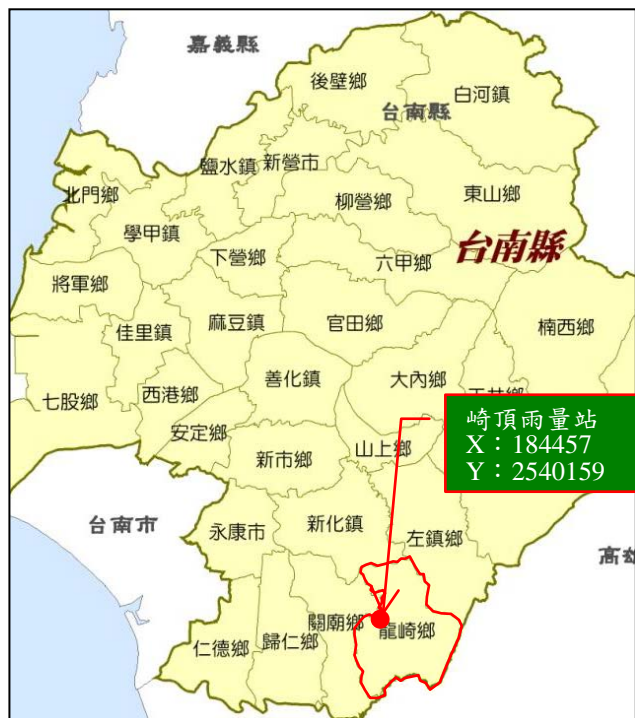 嘉義縣
後壁鄉
白河鎮
台南縣
鹽水鎮
新營市
北門鄉
柳營鄉
東山鄉
學甲鎮
下營鄉
六甲鄉
台南縣
將軍鄉
佳里鎮
麻豆鎮
官田鄉
楠西鄉
七股鄉
西港鄉
善化鎮
大內鄉
崎頂雨量站
X：184457
Y：2540159
安定鄉
新市鄉
山上鄉
台南市
永康市
新化鎮
左鎮鄉
高雄
仁德鄉
歸仁鄉
關廟鄉
龍崎鄉